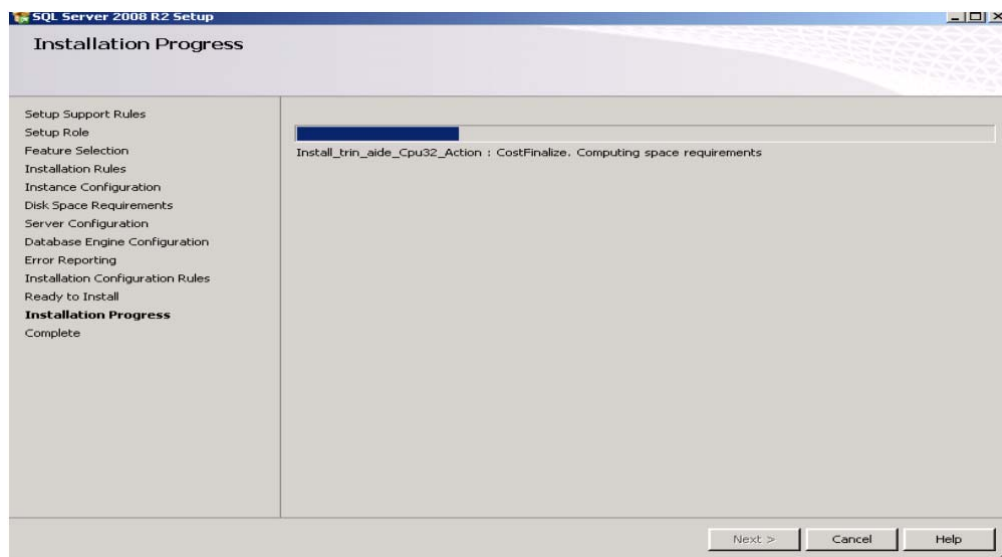 SQL Server 2008 R2 Setup
Installation Progress
Setup Support Rules
Setup Role
Feature Selection
Installation Rules
Instance Configuration
Disk Space Requirements
Server Configuration
Database Engine Configuration
Error Reporting
Installation Configuration Rules
Ready to Install
Installation Progress
Complete
Install_trin_aide_Cpu32_Action : CostFinalize. Computing space requirements
Next >
Cancel
Help